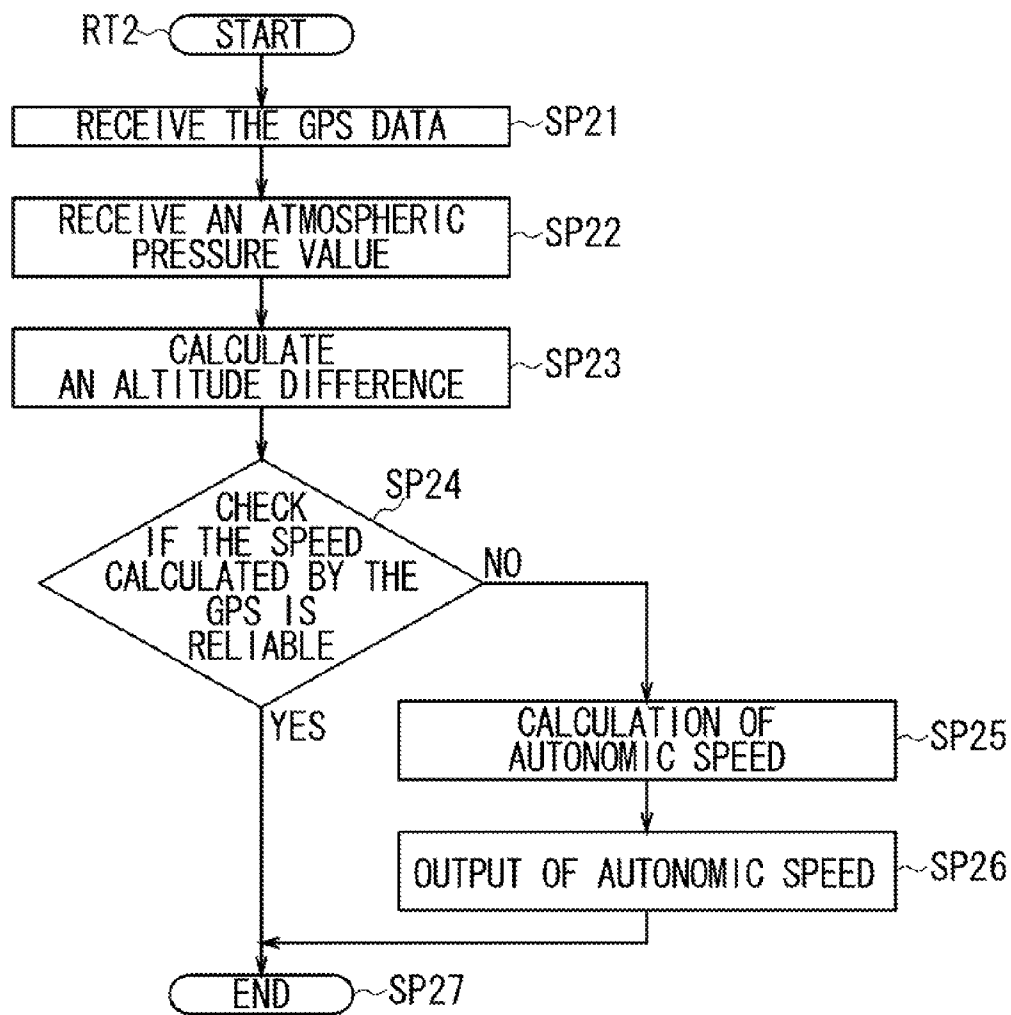 RT2
START
RECEIVE THE GPS DATA
SP21
RECEIVE AN ATMOSPHERIC
PRESSURE VALUE
SP22
CALCULATE
AN ALTITUDE DIFFERENCE
SP23
SP24
CHECK
IF THE SPEED
CALCULATED BY THE
GPS IS
RELIABLE
NO
YES
CALCULATION OF
AUTONOMIC SPEED
SP25
OUTPUT OF AUTONOMIC SPEED
SP26
END
SP27